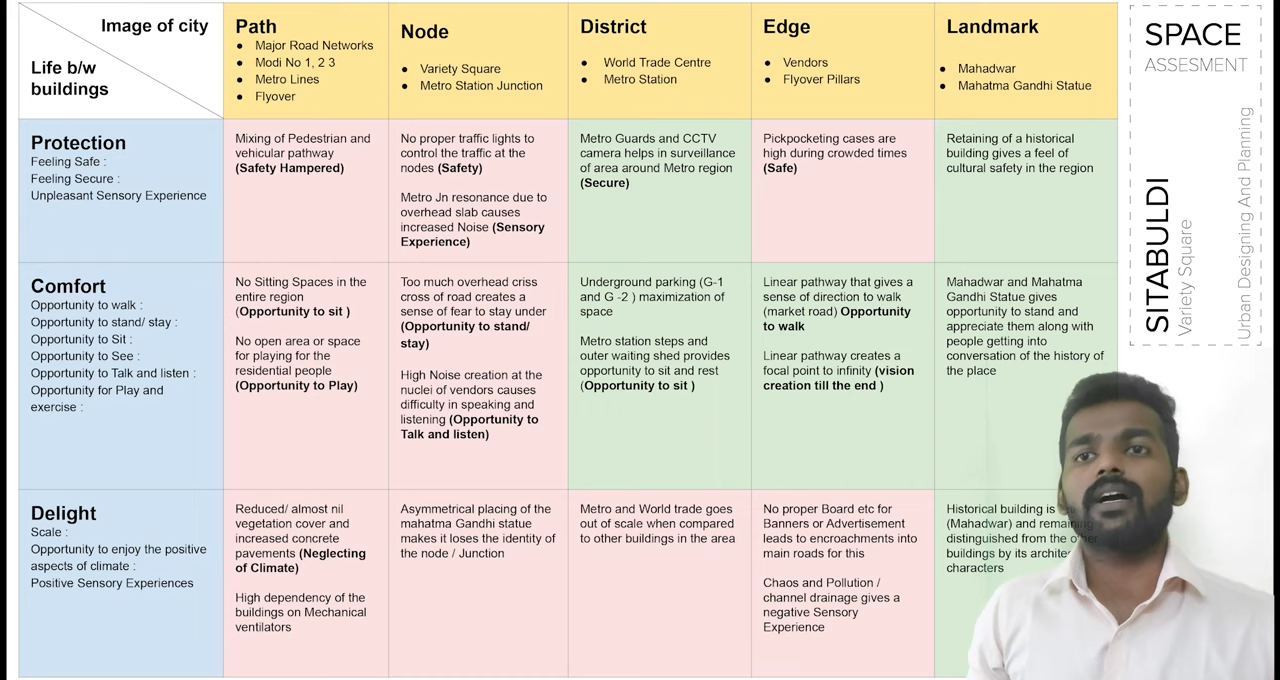 Image of city
Life b/w
buildings
Path
● Major Road Networks
● Modi No 1, 2 3
● Metro Lines
● Flyover
Node
● Variety Square
● Metro Station Junction
District
● World Trade Centre
● Metro Station
Edge
● Vendors
● Flyover Pillars
Landmark
● Mahadwar
● Mahatma Gandhi Statue
Protection
Feeling Safe :
Feeling Secure :
Unpleasant Sensory Experience
Mixing of Pedestrian and
vehicular pathway
(Safety Hampered)
No proper traffic lights to
control the traffic at the
nodes (Safety)
Metro Jn resonance due to
overhead slab causes
increased Noise (Sensory
Experience)
Metro Guards and CCTV
camera helps in surveillance
of area around Metro region
(Secure)
Pickpocketing cases are
high during crowded times
(Safe)
Retaining of a historical
building gives a feel of
cultural safety in the region
Comfort
Opportunity to walk :
Opportunity to stand/ stay :
Opportunity to Sit :
Opportunity to See :
Opportunity to Talk and listen :
Opportunity for Play and
exercise :
No Sitting Spaces in the
entire region
(Opportunity to sit )
No open area or space
for playing for the
residential people
(Opportunity to Play)
Too much overhead criss
cross of road creates a
sense of fear to stay under
(Opportunity to stand/
stay)
High Noise creation at the
nuclei of vendors causes
difficulty in speaking and
listening (Opportunity to
Talk and listen)
Underground parking (G-1
and G -2 ) maximization of
space
Metro station steps and
outer waiting shed provides
opportunity to sit and rest
(Opportunity to sit )
Linear pathway that gives a
sense of direction to walk
(market road) Opportunity
to walk
Linear pathway creates a
focal point to infinity (vision
creation till the end )
Mahadwar and Mahatma
Gandhi Statue gives
opportunity to stand and
appreciate them along with
people getting into
conversation of the history of
the place
Delight
Scale :
Opportunity to enjoy the positive
aspects of climate :
Positive Sensory Experiences
Reduced/ almost nil
vegetation cover and
increased concrete
pavements (Neglecting
of Climate)
High dependency of the
buildings on Mechanical
ventilators
Asymmetrical placing of the
mahatma Gandhi statue
makes it loses the identity of
the node / Junction
Metro and World trade goes
out of scale when compared
to other buildings in the area
No proper Board etc for
Banners or Advertisement
leads to encroachments into
main roads for this
Chaos and Pollution /
channel drainage gives a
negative Sensory
Experience
Historical building is
(Mahadwar) and remaining
distinguished from the other
buildings by its
characters
SPACE
ASSESMENT
SITABULDI
Variety Square
Urban Designing And Planning